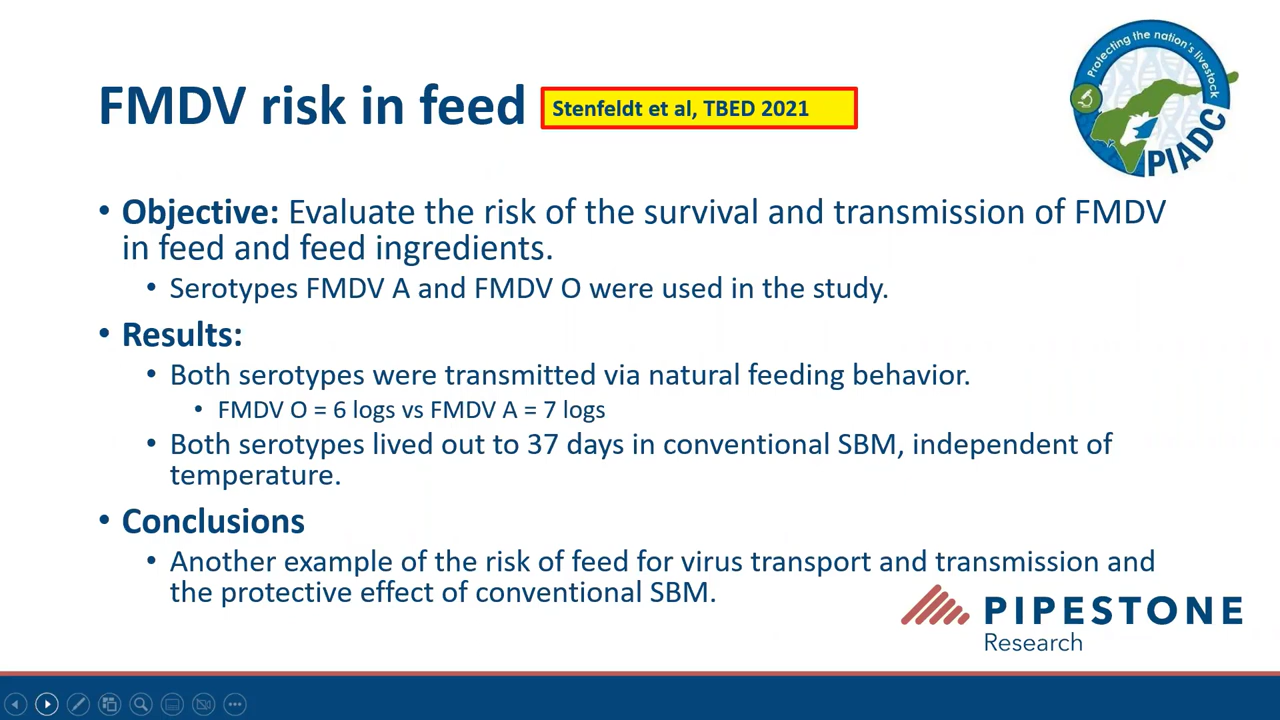 Protecting the nation's livestock
FMDV risk in feed
Stenfeldt et al, TBED 2021
PIADC
• Objective: Evaluate the risk of the survival and transmission of FMDV
in feed and feed ingredients.
• Serotypes FMDV A and FMDV O were used in the study.
• Results:
• Both serotypes were transmitted via natural feeding behavior.
• FMDV O = 6 logs vs FMDV A = 7 logs
• Both serotypes lived out to 37 days in conventional SBM, independent of
temperature.
• Conclusions
• Another example of the risk of feed for virus transport and transmission and
the protective effect of conventional SBM.
PIPESTONE
Research